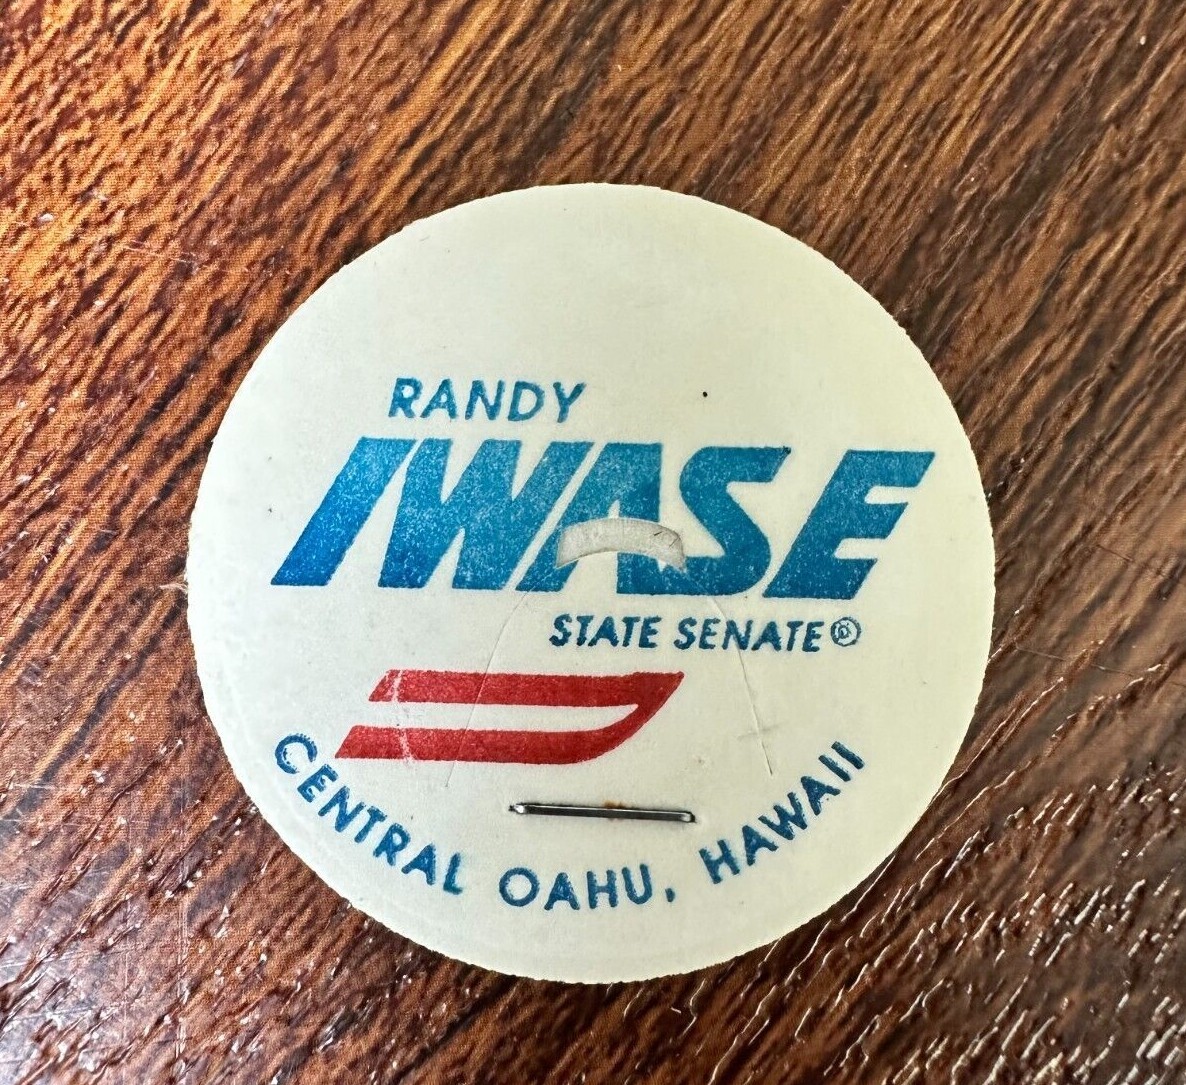 RANDY
IWASE
STATE SENATE Ⓓ
CENTRAL OAHU, HAWAII